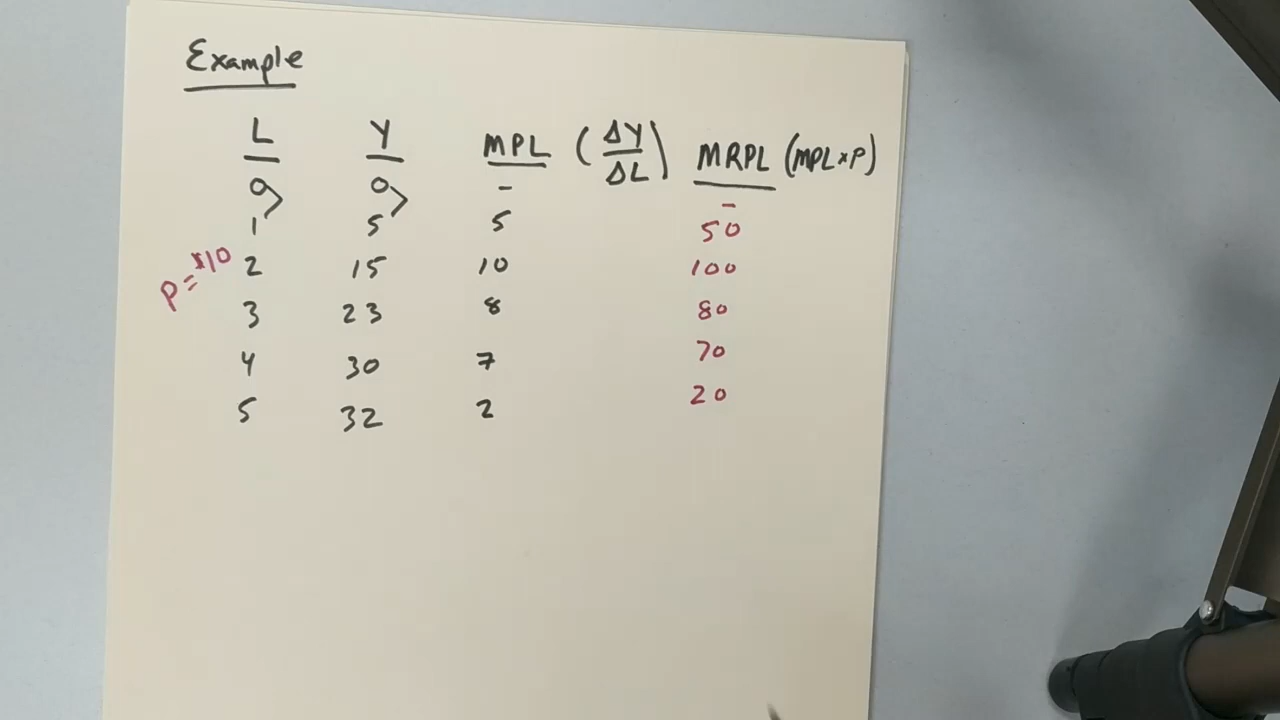 Example
L Y MPL (ΔY/ΔL) MRPL (MPL×P)
0 0 - -
1 5 5 50
P=$10 2 15 10 100
3 23 8 80
4 30 7 70
5 32 2 20